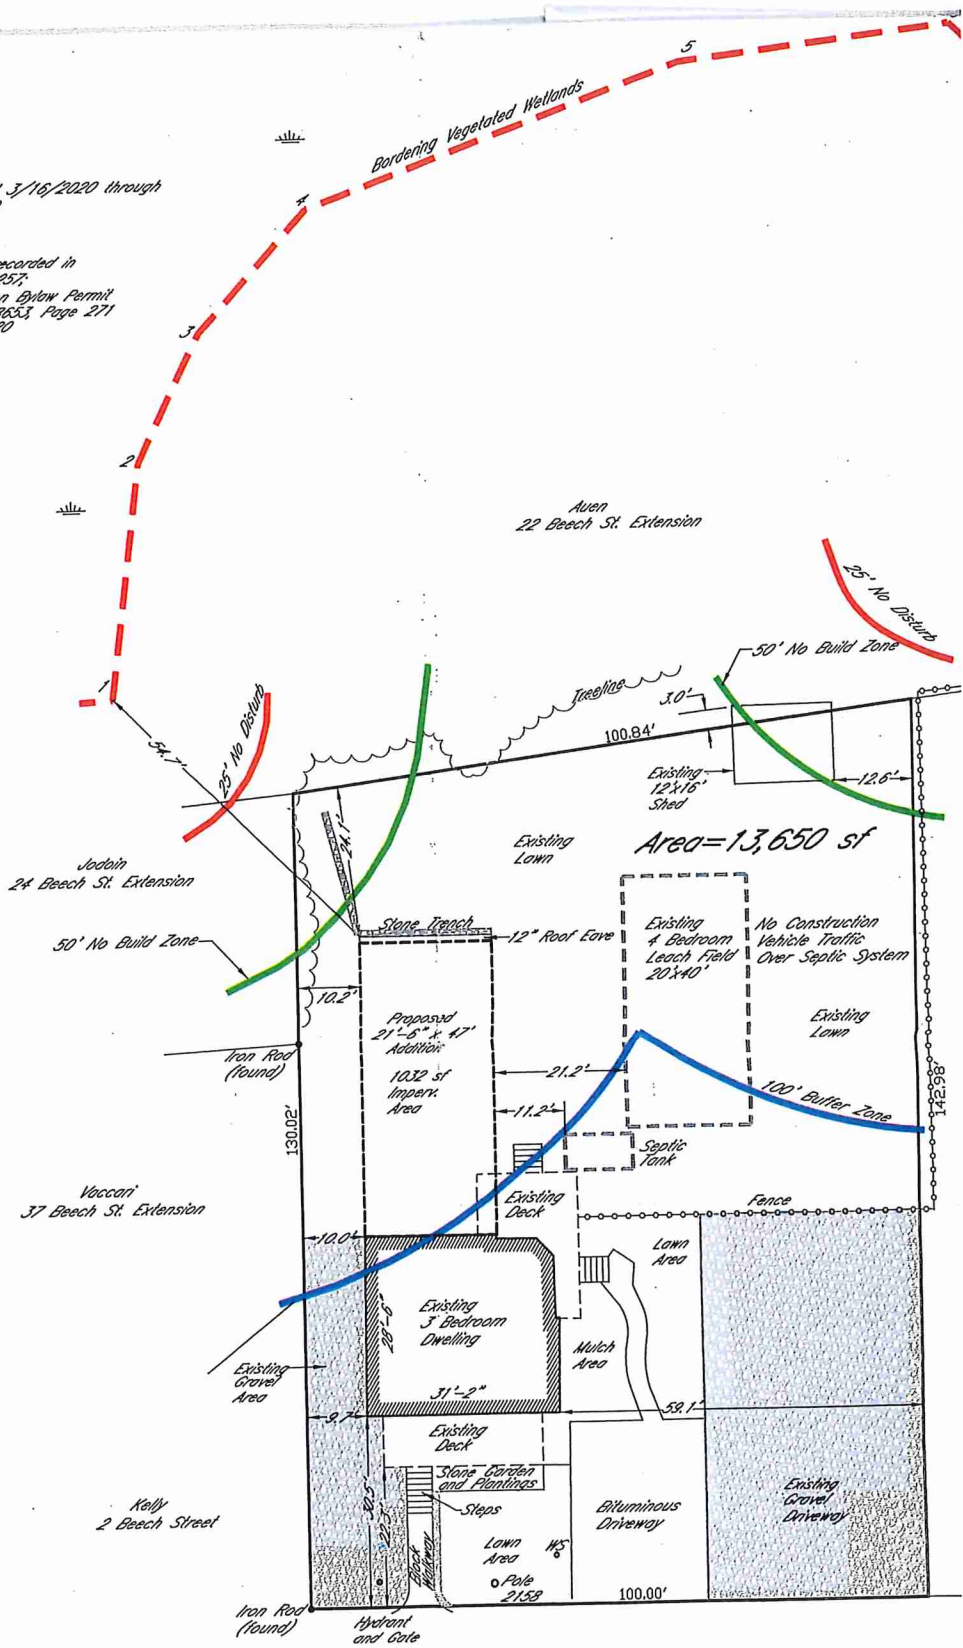 5
Bordering Vegetated Wetlands
4
3/16/2020 through
ecorded in
957;
n Bylaw Permit
3653, Page 271
3
2
Auen
22 Beech St. Extension
25' No Disturb
50' No Build Zone
1
54.7'
25' No Disturb
Treeline
3.0'
100.84'
Existing
12'x16'
Shed
12.6'
24.1'
Existing
Lawn
Area=13,650 sf
Jodoin
24 Beech St. Extension
50' No Build Zone
Stone Trench
12" Roof Eave
Existing
4 Bedroom
Leach Field
20'x40'
No Construction
Vehicle Traffic
Over Septic System
10.2'
Proposed
21'-6" x 47'
Addition
1032 sf
Imperv.
Area
Existing
Lawn
Iron Rod
(found)
21.2'
11.2'
100' Buffer Zone
142.98'
130.02'
Septic
Tank
Vaccari
37 Beech St. Extension
Existing
Deck
Fence
10.0'
Lawn
Area
28'-6"
Existing
3 Bedroom
Dwelling
Mulch
Area
Existing
Gravel
Area
31'-2"
9.7'
59.1'
Existing
Deck
Stone Garden
and Plantings
Steps
30.5'
22.5'
Kelly
2 Beech Street
Bituminous
Driveway
Existing
Gravel
Driveway
Block
Walkway
Lawn
Area
WS
Pole
2158
100.00'
Iron Rod
(found)
Hydrant
and Gate